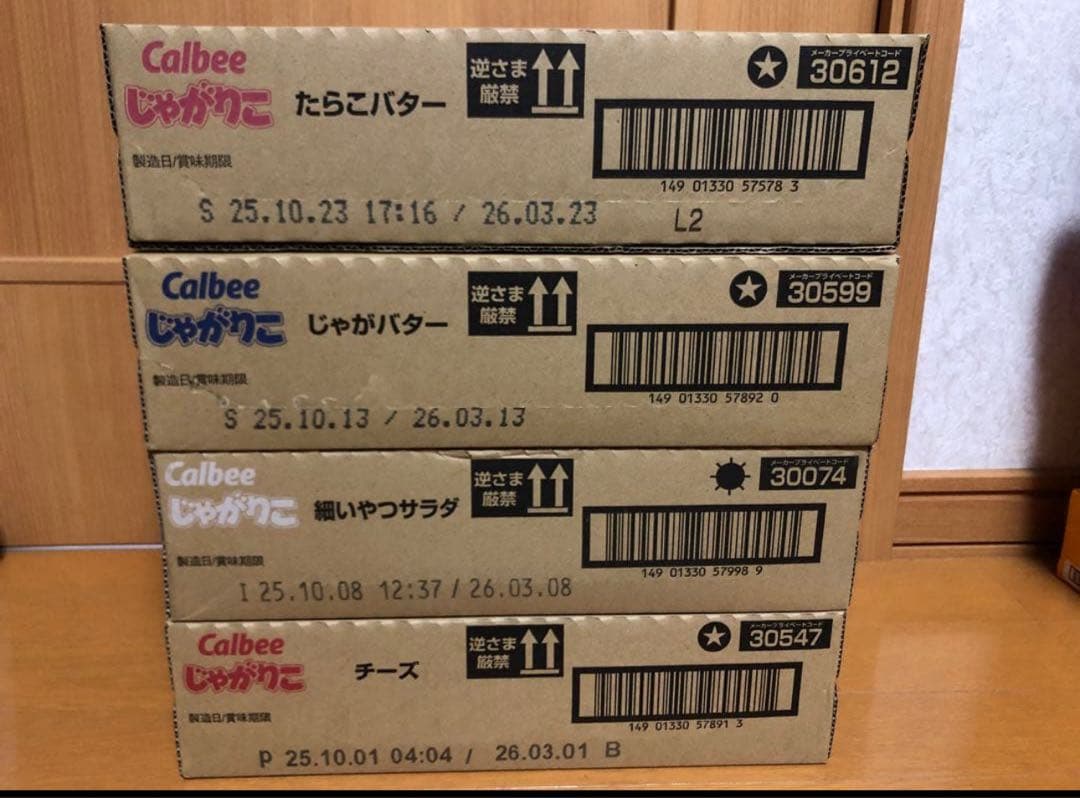 Calbee
じゃがりこ たらこバター
逆さま
厳禁
メーカープライベートコード
30612
149 01330 57578 3
製造日/賞味期限
S 25.10.23 17:16 / 26.03.23
L2
Calbee
じゃがりこ じゃがバター
逆さま
厳禁
メーカープライベートコード
30599
149 01330 57892 0
製造日/賞味期限
S 25.10.13 / 26.03.13
Calbee
じゃがりこ 細いやつサラダ
逆さま
厳禁
メーカープライベートコード
30074
149 01330 57998 9
製造日/賞味期限
I 25.10.08 12:37 / 26.03.08
Calbee
じゃがりこ チーズ
逆さま
厳禁
メーカープライベートコード
30547
149 01330 57891 3
製造日/賞味期限
P 25.10.01 04:04 / 26.03.01 B